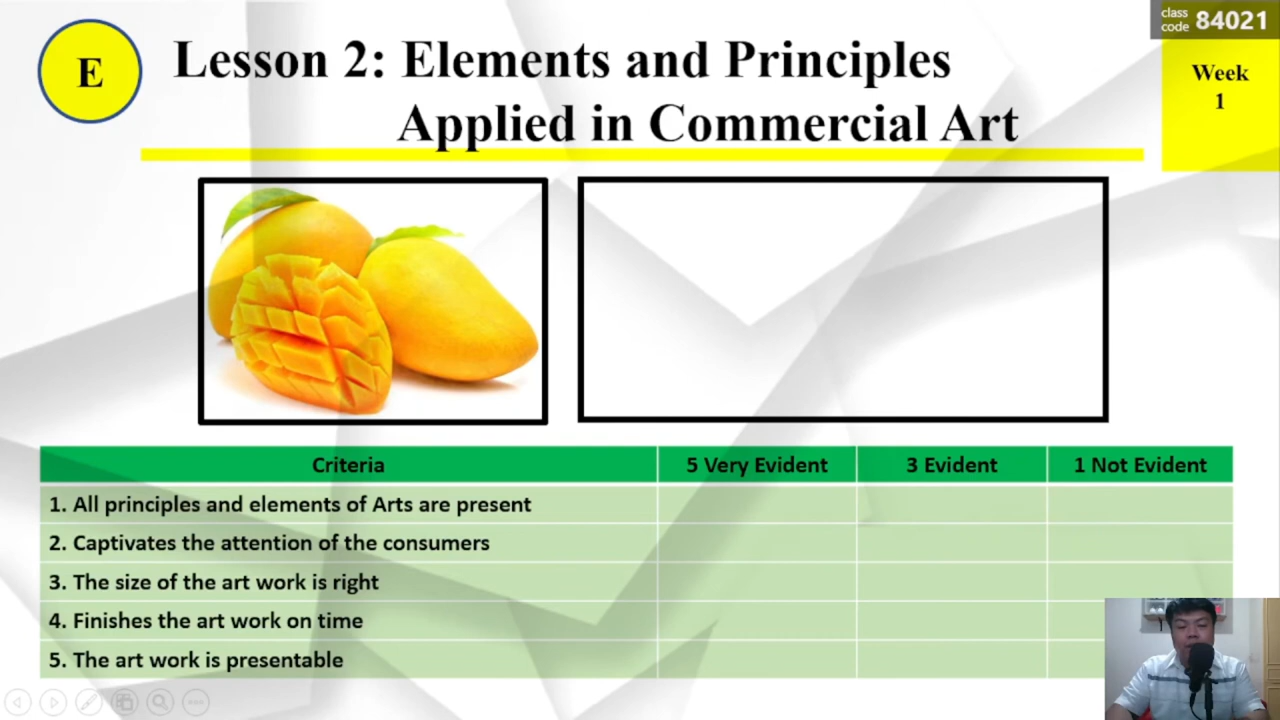 class
code 84021
E
Lesson 2: Elements and Principles
Applied in Commercial Art
Week
1
Criteria
5 Very Evident
3 Evident
1 Not Evident
1. All principles and elements of Arts are present
2. Captivates the attention of the consumers
3. The size of the art work is right
4. Finishes the art work on time
5. The art work is presentable